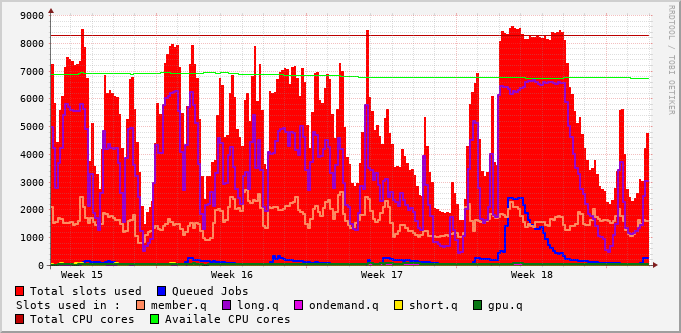 9000
8000
7000
6000
5000
4000
3000
2000
1000
0
Week 15 Week 16 Week 17 Week 18
RRDTOOL / TOBI OETIKER
Total slots used Queued Jobs
Slots used in : member.q long.q ondemand.q short.q gpu.q
Total CPU cores Availale CPU cores